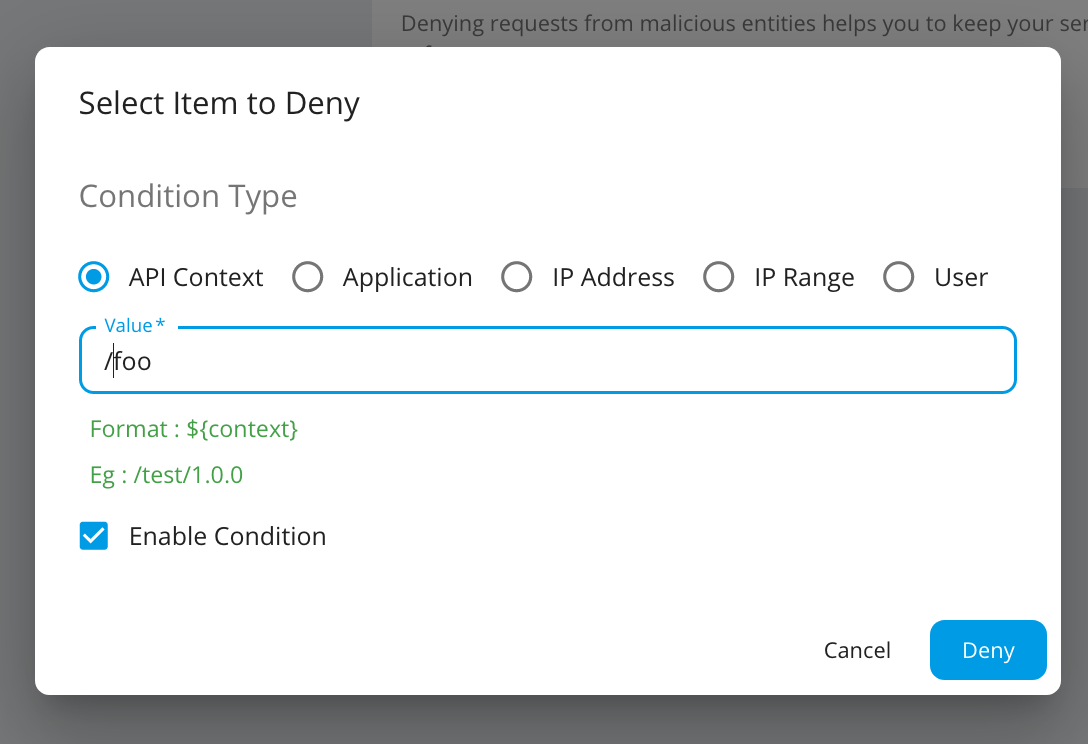 Denying requests from malicious entities helps you to keep your ser
Select Item to Deny
Condition Type
API Context Application IP Address IP Range User
Value*
/foo
Format : ${context}
Eg : /test/1.0.0
Enable Condition
Cancel Deny